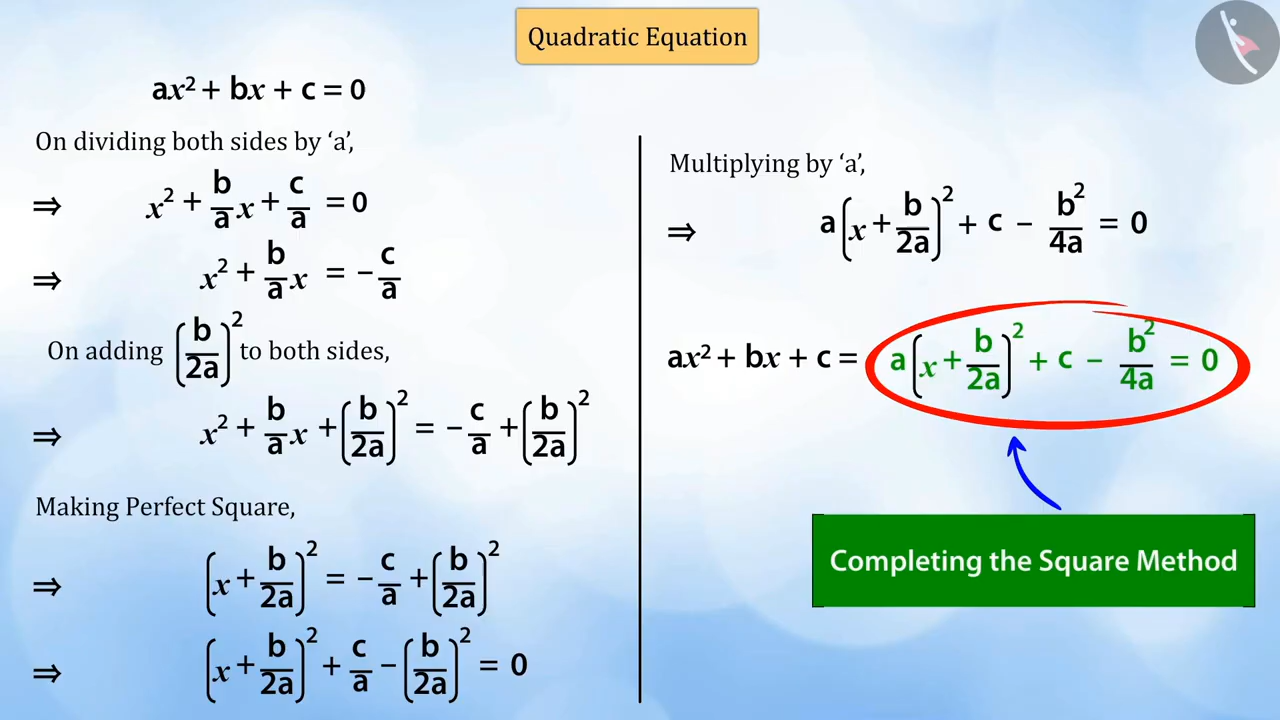 Quadratic Equation
ax² + bx + c = 0
On dividing both sides by ‘a’,
⇒ x² + b/a x + c/a = 0
⇒ x² + b/a x = − c/a
On adding (b/2a)² to both sides,
⇒ x² + b/a x + (b/2a)² = − c/a + (b/2a)²
Making Perfect Square,
⇒ (x + b/2a)² = − c/a + (b/2a)²
⇒ (x + b/2a)² + c/a − (b/2a)² = 0
Multiplying by ‘a’,
⇒ a(x + b/2a)² + c − b²/4a = 0
ax² + bx + c = a(x + b/2a)² + c − b²/4a = 0
Completing the Square Method